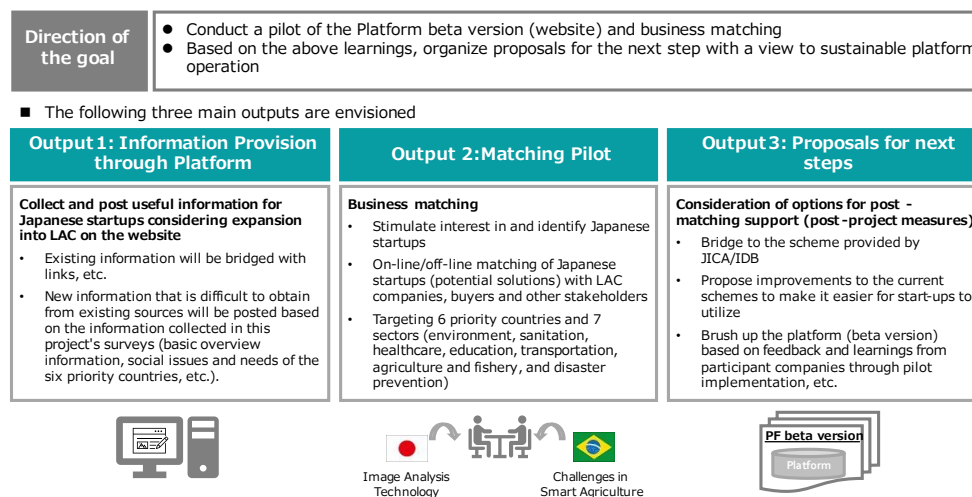 Direction of
the goal
● Conduct a pilot of the Platform beta version (website) and business matching
● Based on the above learnings, organize proposals for the next step with a view to sustainable platform
operation
■ The following three main outputs are envisioned
Output 1: Information Provision
through Platform
Collect and post useful information for
Japanese startups considering expansion
into LAC on the website
• Existing information will be bridged with
links, etc.
• New information that is difficult to obtain
from existing sources will be posted based
on the information collected in this
project's surveys (basic overview
information, social issues and needs of the
six priority countries, etc.).
Output 2:Matching Pilot
Business matching
• Stimulate interest in and identify Japanese
startups
• On-line/off-line matching of Japanese
startups (potential solutions) with LAC
companies, buyers and other stakeholders
• Targeting 6 priority countries and 7
sectors (environment, sanitation,
healthcare, education, transportation,
agriculture and fishery, and disaster
prevention)
Image Analysis
Technology
Challenges in
Smart Agriculture
Output 3: Proposals for next
steps
Consideration of options for post -
matching support (post -project measures)
• Bridge to the scheme provided by
JICA/IDB
• Propose improvements to the current
schemes to make it easier for start-ups to
utilize
• Brush up the platform (beta version)
based on feedback and learnings from
participant companies through pilot
implementation, etc.
PF beta version
Platform